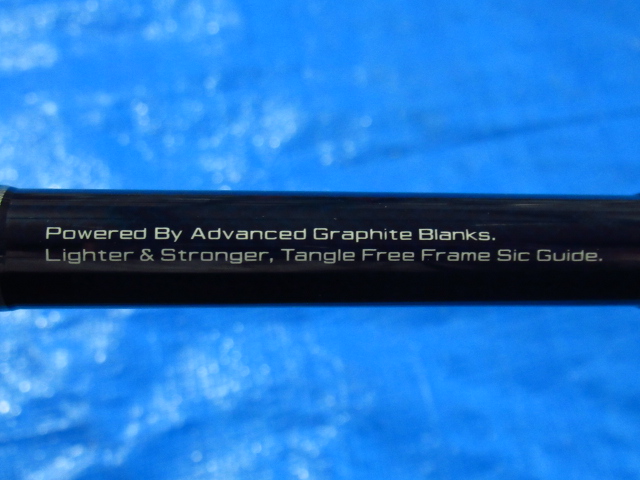 Powered By Advanced Graphite Blanks.
Lighter & Stronger, Tangle Free Frame Sic Guide.